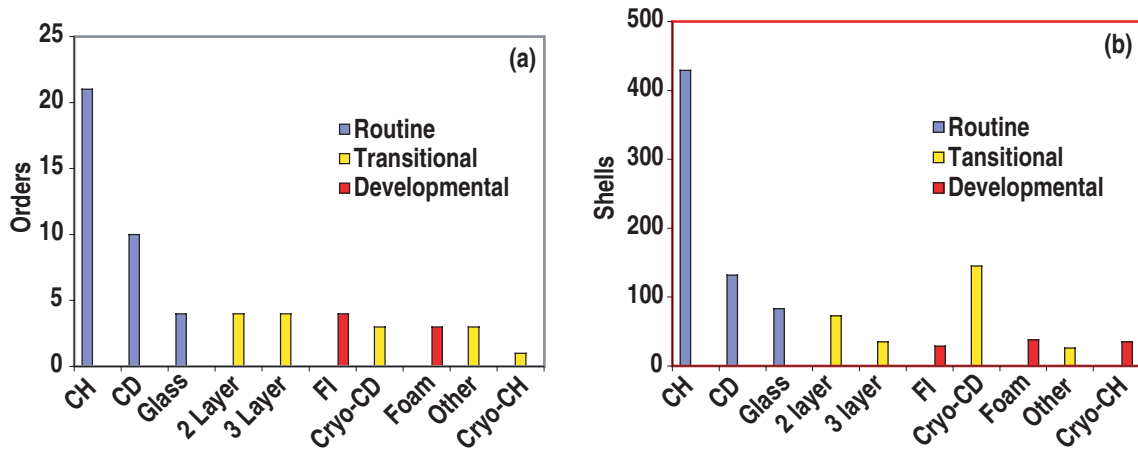 (a)
25
20
15
10
5
0
Orders
Routine
Transitional
Developmental
CH
CD
Glass
2 Layer
3 Layer
FI
Cryo-CD
Foam
Other
Cryo-CH
(b)
500
400
300
200
100
0
Shells
Routine
Tansitional
Developmental
CH
CD
Glass
2 layer
3 layer
FI
Cryo-CD
Foam
Other
Cryo-CH